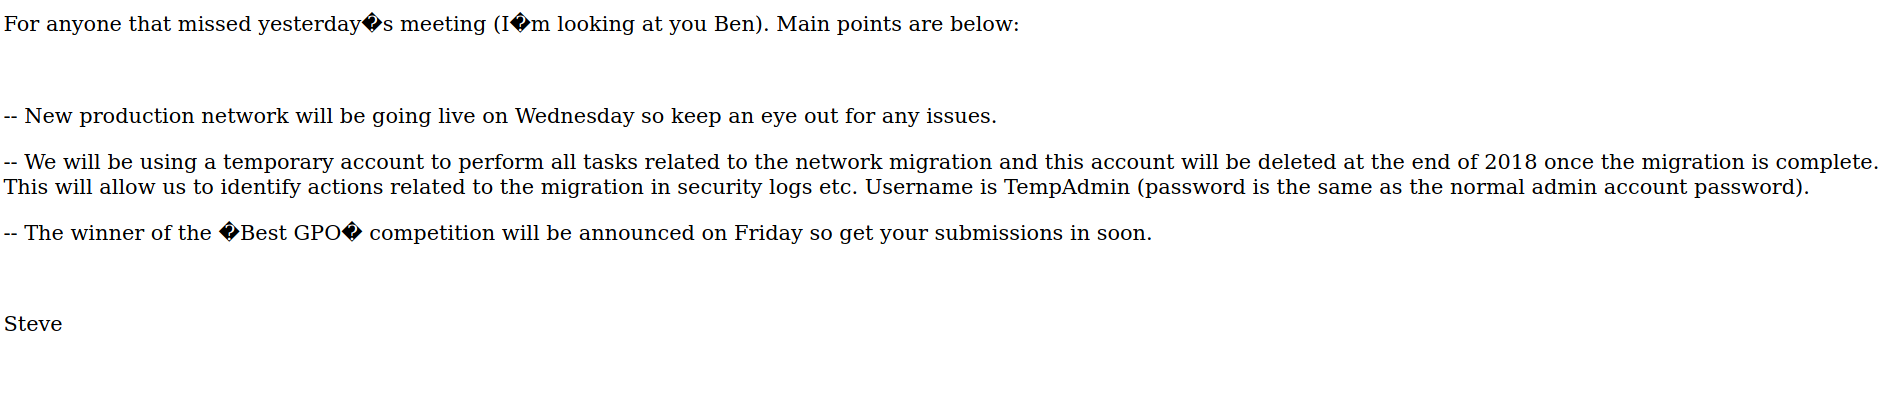 For anyone that missed yesterday�s meeting (I�m looking at you Ben). Main points are below:
-- New production network will be going live on Wednesday so keep an eye out for any issues.
-- We will be using a temporary account to perform all tasks related to the network migration and this account will be deleted at the end of 2018 once the migration is complete.
This will allow us to identify actions related to the migration in security logs etc. Username is TempAdmin (password is the same as the normal admin account password).
-- The winner of the �Best GPO� competition will be announced on Friday so get your submissions in soon.
Steve